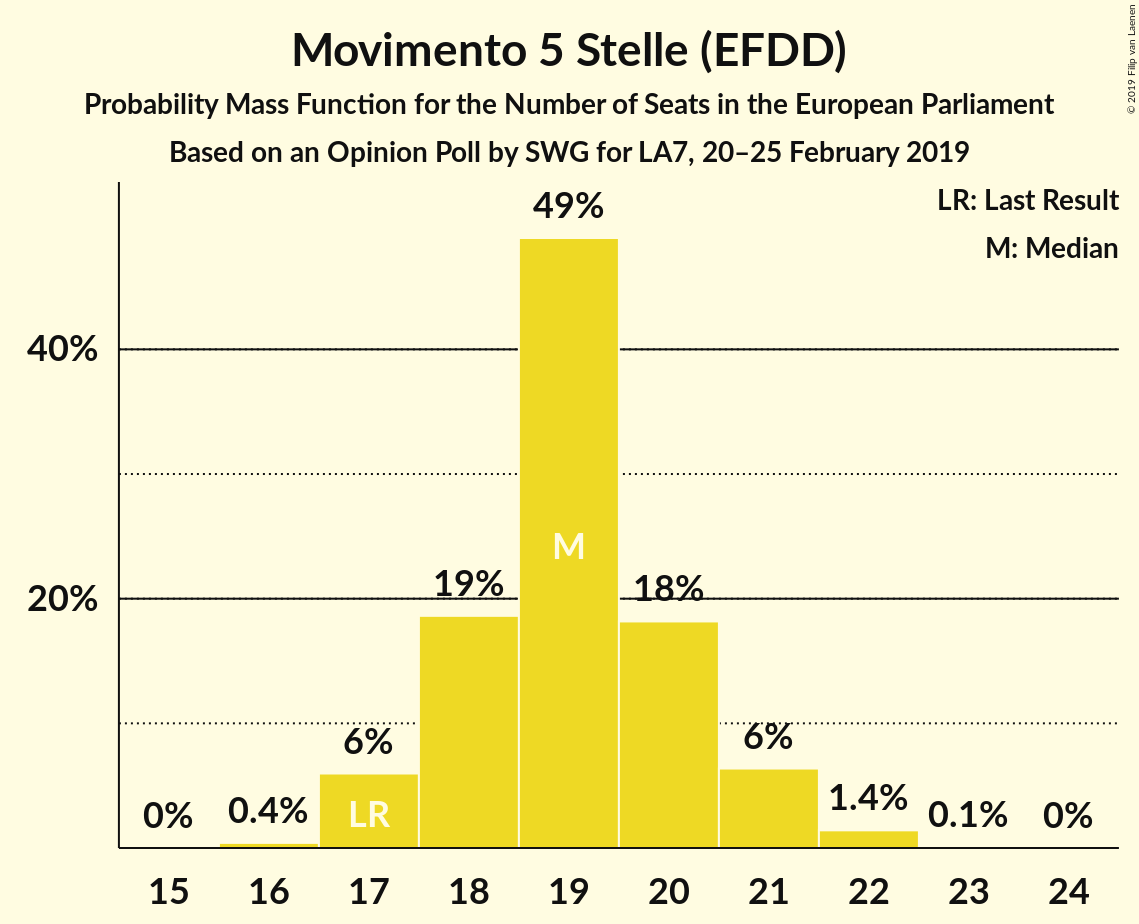 Movimento 5 Stelle (EFDD)
Probability Mass Function for the Number of Seats in the European Parliament
Based on an Opinion Poll by SWG for LA7, 20–25 February 2019
© 2019 Filip van Laenen
LR: Last Result
M: Median
49%
40%
M
19%
18%
20%
6%
6%
0%
0.4%
LR
1.4%
0.1%
0%
15 16 17 18 19 20 21 22 23 24